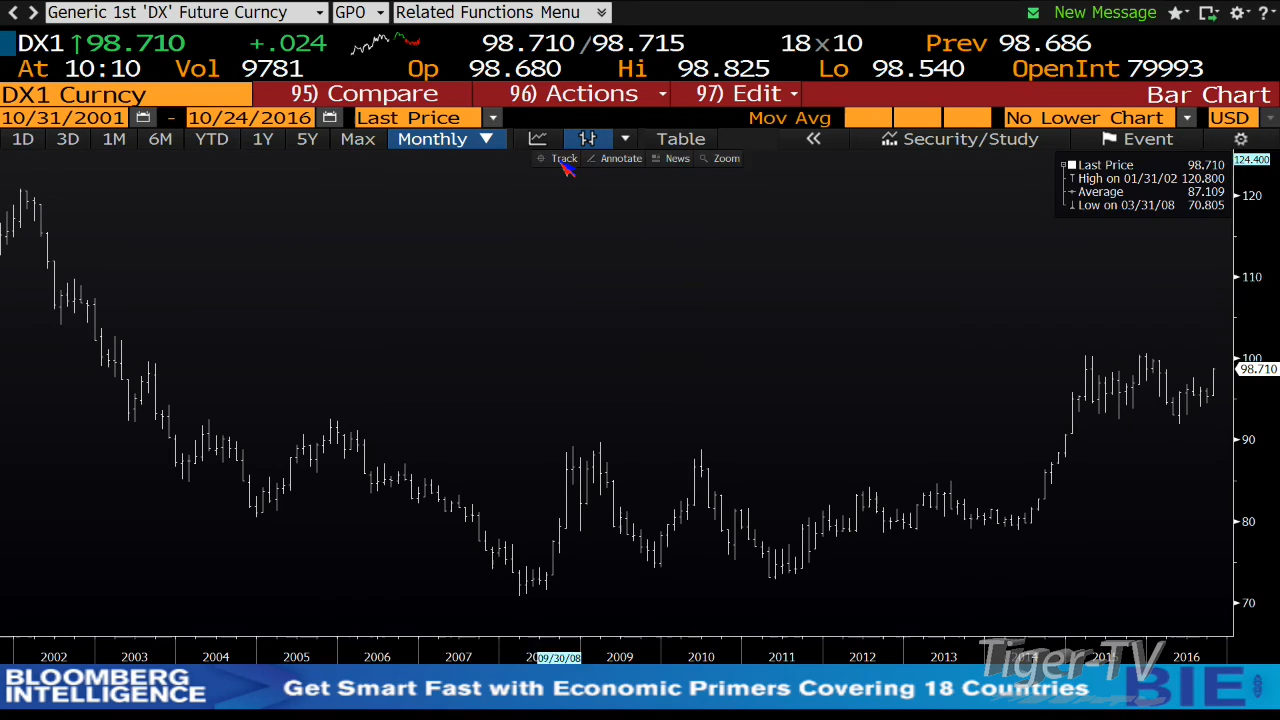 Generic 1st 'DX' Future Curncy GPO Related Functions Menu New Message ?
DX1 ↑98.710 +.024 98.710/98.715 18x10 Prev 98.686
At 10:10 Vol 9781 Op 98.680 Hi 98.825 Lo 98.540 OpenInt 79993
DX1 Curncy 95) Compare 96) Actions 97) Edit Bar Chart
10/31/2001 - 10/24/2016 Last Price Mov Avg No Lower Chart USD
1D 3D 1M 6M YTD 1Y 5Y Max Monthly ▼ Table « Security/Study Event
Track Annotate News Zoom
124.400
Last Price 98.710
High on 01/31/02 120.800
Average 87.109
Low on 03/31/08 70.805
120
110
100
98.710
90
80
70
2002 2003 2004 2005 2006 2007 20 09/30/08 2009 2010 2011 2012 2013 2014 2015 2016
Tiger-TV
BLOOMBERG
INTELLIGENCE
Get Smart Fast with Economic Primers Covering 18 Countries
BIE